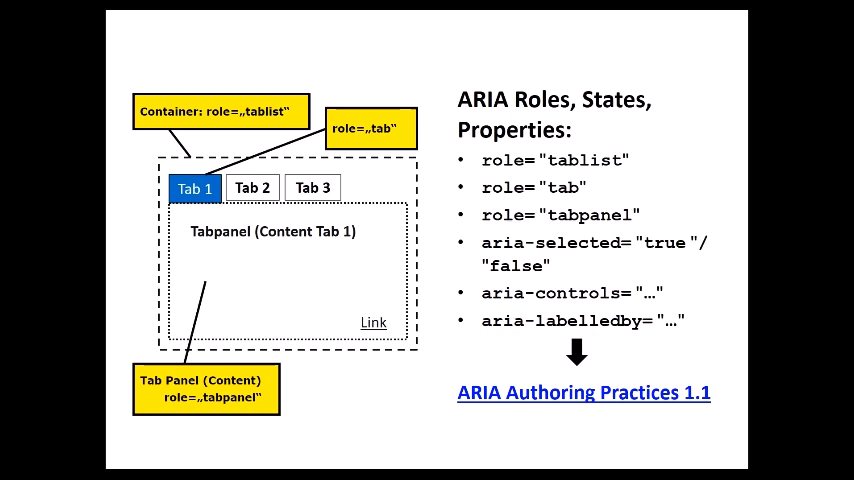 Container: role=„tablist“
role=„tab“
Tab 1
Tab 2
Tab 3
Tabpanel (Content Tab 1)
Link
Tab Panel (Content)
role=„tabpanel“
ARIA Roles, States,
Properties:
• role="tablist"
• role="tab"
• role="tabpanel"
• aria-selected="true"/
"false"
• aria-controls="…"
• aria-labelledby="…"
ARIA Authoring Practices 1.1